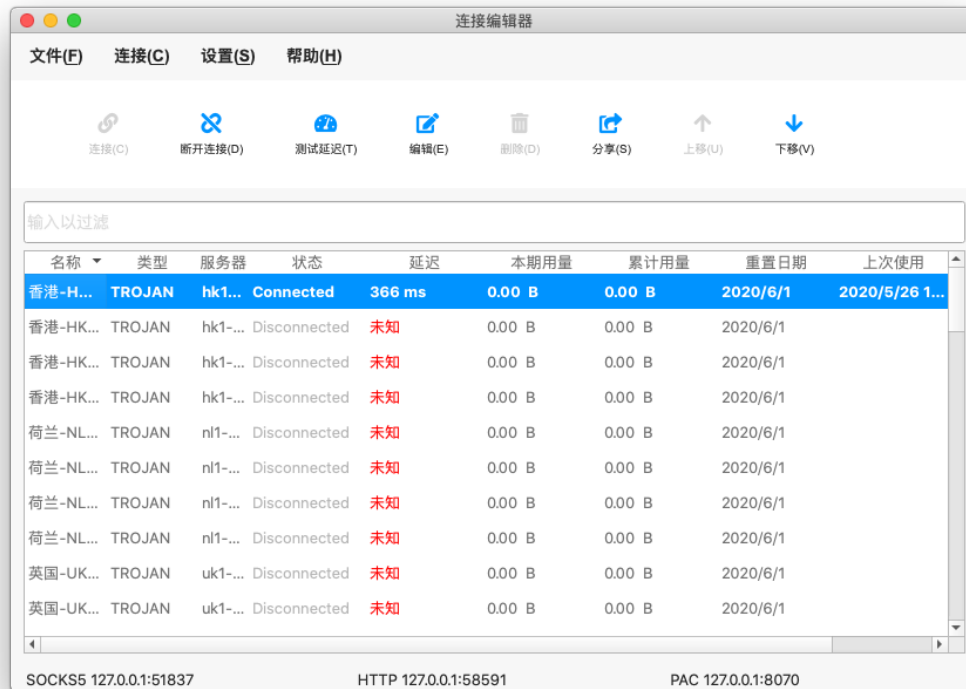 连接编辑器
文件(F) 连接(C) 设置(S) 帮助(H)
连接(C) 断开连接(D) 测试延迟(T) 编辑(E) 删除(D) 分享(S) 上移(U) 下移(V)
输入以过滤
名称 类型 服务器 状态 延迟 本期用量 累计用量 重置日期 上次使用
香港-H... TROJAN hk1... Connected 366 ms 0.00 B 0.00 B 2020/6/1 2020/5/26 1...
香港-HK... TROJAN hk1-... Disconnected 未知 0.00 B 0.00 B 2020/6/1
香港-HK... TROJAN hk1-... Disconnected 未知 0.00 B 0.00 B 2020/6/1
香港-HK... TROJAN hk1-... Disconnected 未知 0.00 B 0.00 B 2020/6/1
荷兰-NL... TROJAN nl1-... Disconnected 未知 0.00 B 0.00 B 2020/6/1
荷兰-NL... TROJAN nl1-... Disconnected 未知 0.00 B 0.00 B 2020/6/1
荷兰-NL... TROJAN nl1-... Disconnected 未知 0.00 B 0.00 B 2020/6/1
荷兰-NL... TROJAN nl1-... Disconnected 未知 0.00 B 0.00 B 2020/6/1
英国-UK... TROJAN uk1-... Disconnected 未知 0.00 B 0.00 B 2020/6/1
英国-UK... TROJAN uk1-... Disconnected 未知 0.00 B 0.00 B 2020/6/1
SOCKS5 127.0.0.1:51837 HTTP 127.0.0.1:58591 PAC 127.0.0.1:8070